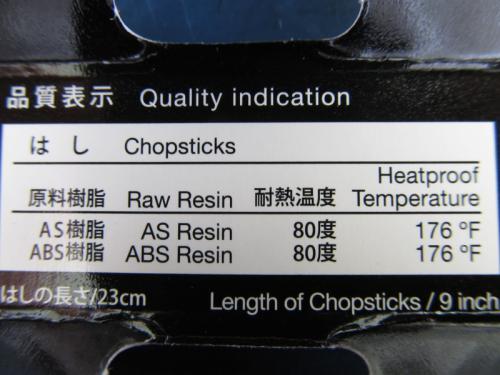 品質表示 Quality indication
はし Chopsticks
原料樹脂 Raw Resin 耐熱温度 Heatproof Temperature
AS樹脂 AS Resin 80度 176 ºF
ABS樹脂 ABS Resin 80度 176 ºF
はしの長さ/23cm Length of Chopsticks / 9 inch